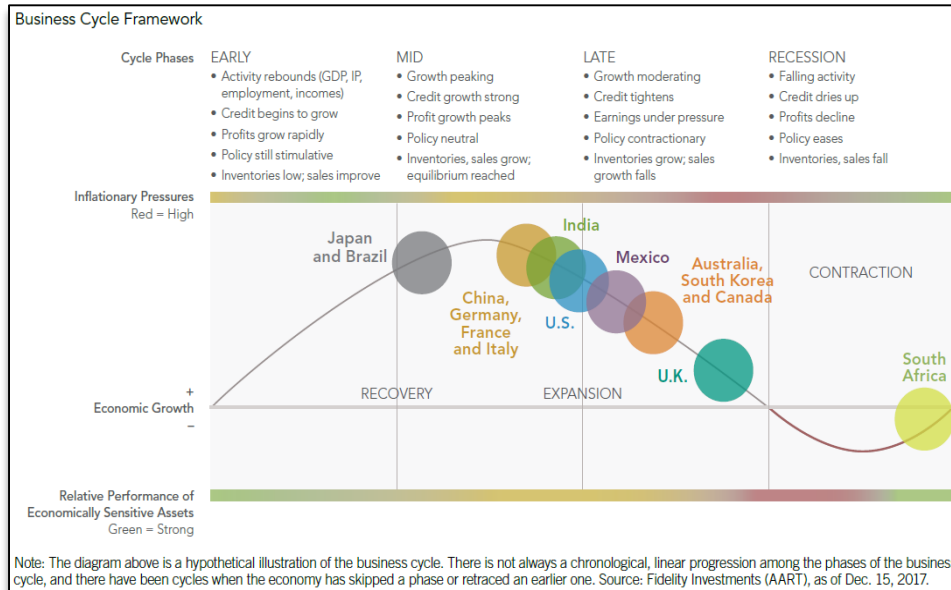 Business Cycle Framework
Cycle Phases
EARLY
• Activity rebounds (GDP, IP,
employment, incomes)
• Credit begins to grow
• Profits grow rapidly
• Policy still stimulative
• Inventories low; sales improve
MID
• Growth peaking
• Credit growth strong
• Profit growth peaks
• Policy neutral
• Inventories, sales grow;
equilibrium reached
LATE
• Growth moderating
• Credit tightens
• Earnings under pressure
• Policy contractionary
• Inventories grow; sales
growth falls
RECESSION
• Falling activity
• Credit dries up
• Profits decline
• Policy eases
• Inventories, sales fall
Inflationary Pressures
Red = High
Japan
and Brazil
India
China,
Germany,
France
and Italy
U.S.
Mexico
Australia,
South Korea
and Canada
U.K.
CONTRACTION
South
Africa
RECOVERY
EXPANSION
+
Economic Growth
–
Relative Performance of
Economically Sensitive Assets
Green = Strong
Note: The diagram above is a hypothetical illustration of the business cycle. There is not always a chronological, linear progression among the phases of the busines
cycle, and there have been cycles when the economy has skipped a phase or retraced an earlier one. Source: Fidelity Investments (AART), as of Dec. 15, 2017.